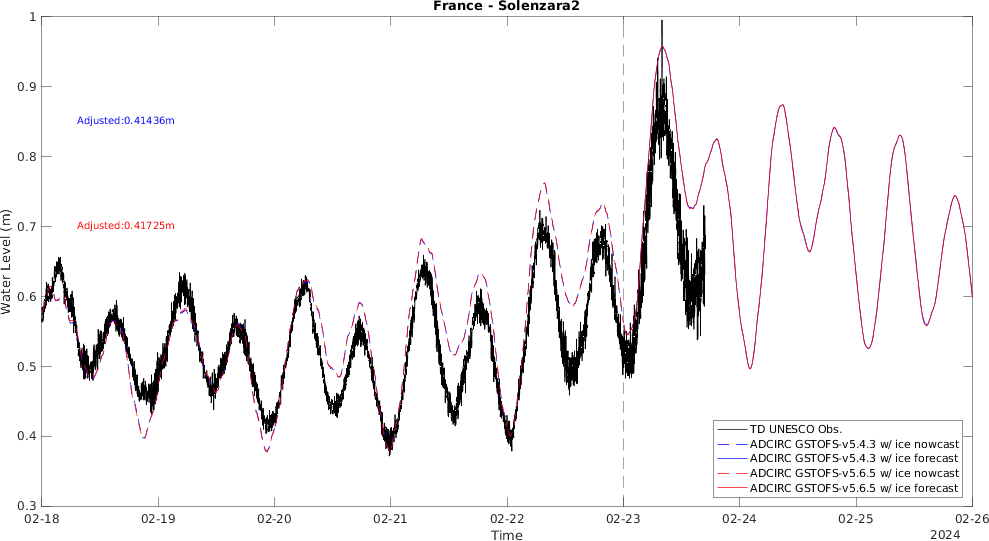 France - Solenzara2
1
0.9
0.8
0.7
0.6
0.5
0.4
0.3
Water Level (m)
Adjusted:0.41436m
Adjusted:0.41725m
TD UNESCO Obs.
ADCIRC GSTOFS-v5.4.3 w/ ice nowcast
ADCIRC GSTOFS-v5.4.3 w/ ice forecast
ADCIRC GSTOFS-v5.6.5 w/ ice nowcast
ADCIRC GSTOFS-v5.6.5 w/ ice forecast
02-18 02-19 02-20 02-21 02-22 02-23 02-24 02-25 02-26
Time
2024